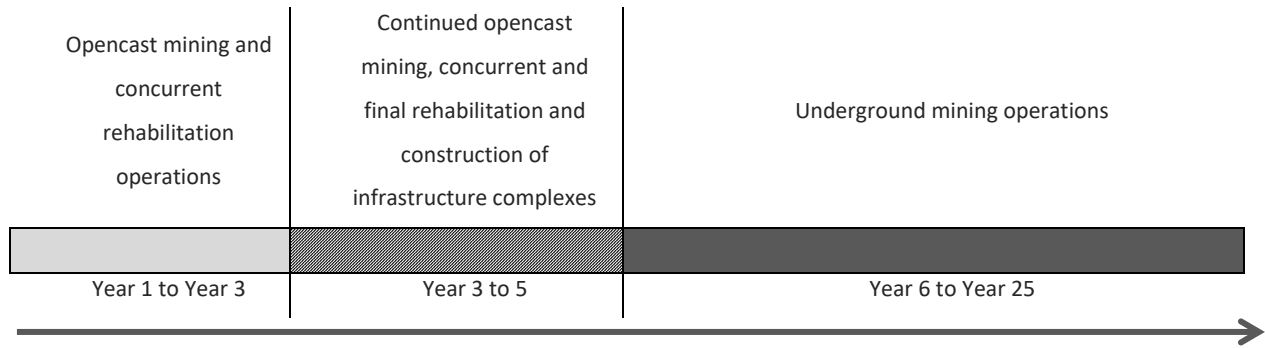 Opencast mining and
concurrent
rehabilitation
operations
Continued opencast
mining, concurrent and
final rehabilitation and
construction of
infrastructure complexes
Underground mining operations
Year 1 to Year 3
Year 3 to 5
Year 6 to Year 25